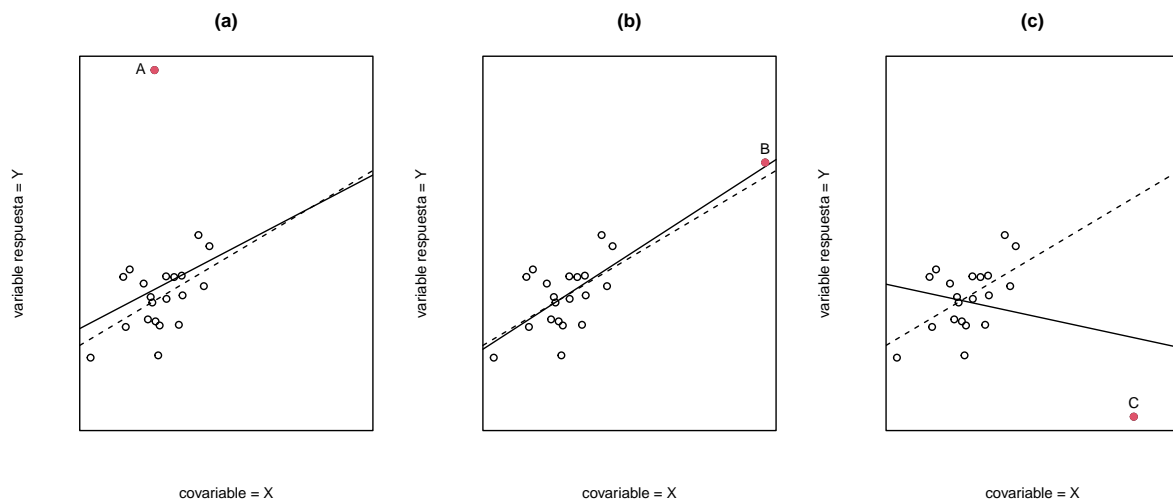 (a)
A
variable respuesta = Y
covariable = X
(b)
B
variable respuesta = Y
covariable = X
(c)
C
variable respuesta = Y
covariable = X